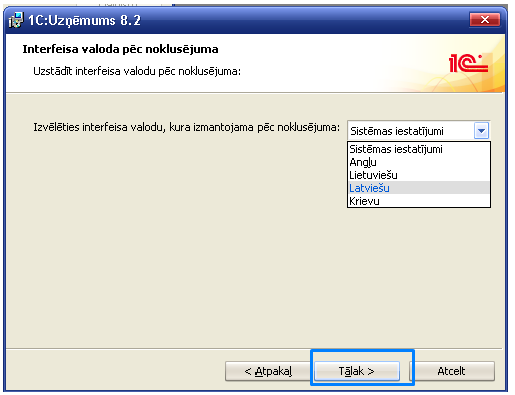 1C:Uzņēmums 8.2
Interfeisa valoda pēc noklusējuma
Uzstādīt interfeisa valodu pēc noklusējuma:
1C
Izvēlēties interfeisa valodu, kura izmantojama pēc noklusējuma:
Sistēmas iestatījumi
Sistēmas iestatījumi
Angļu
Lietuviešu
Latviešu
Krievu
< Atpakaļ
Tālak >
Atcelt